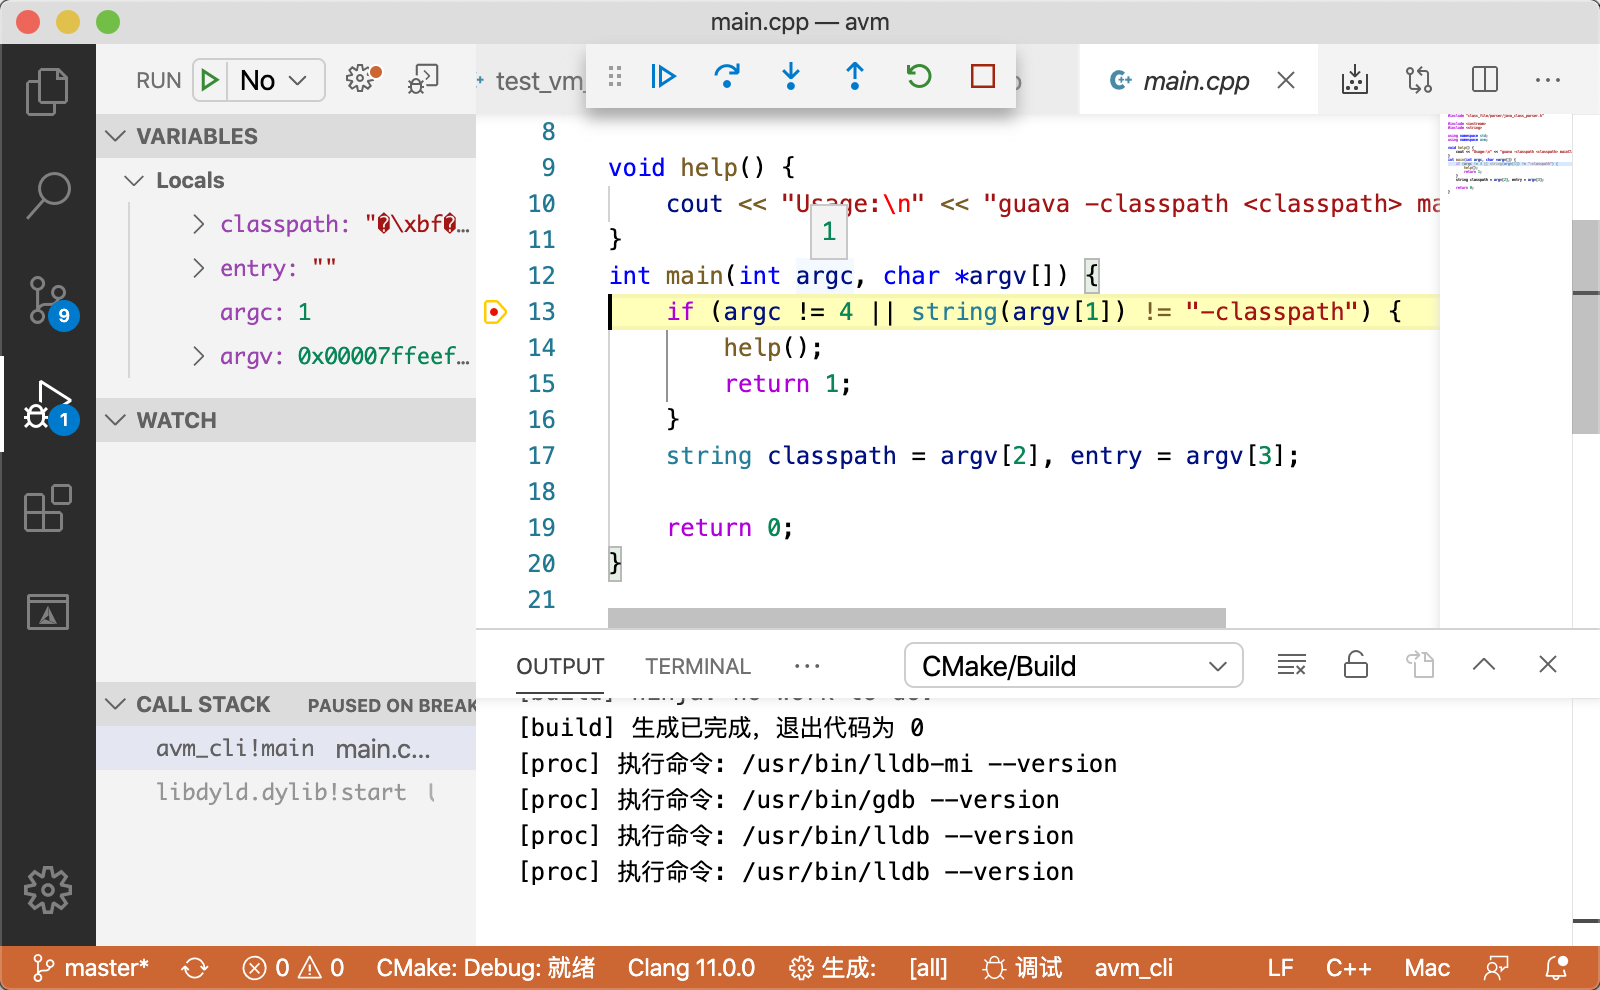 main.cpp — avm
RUN No
test_vm_
main.cpp
VARIABLES
Locals
classpath: "�\xbf�…
entry: ""
argc: 1
argv: 0x00007ffeef…
WATCH
CALL STACK PAUSED ON BREAK
avm_cli!main main.c...
libdyld.dylib!start
9
1
8
9 void help() {
10 cout << "Usage:\n" << "guava -classpath <classpath> ma
11 }
1
12 int main(int argc, char *argv[]) {
13 if (argc != 4 || string(argv[1]) != "-classpath") {
14 help();
15 return 1;
16 }
17 string classpath = argv[2], entry = argv[3];
18
19 return 0;
20 }
21
OUTPUT TERMINAL ··· CMake/Build
[build] ninja: no work to do.
[build] 生成已完成，退出代码为 0
[proc] 执行命令: /usr/bin/lldb-mi --version
[proc] 执行命令: /usr/bin/gdb --version
[proc] 执行命令: /usr/bin/lldb --version
[proc] 执行命令: /usr/bin/lldb --version
master* 0 0 CMake: Debug: 就绪 Clang 11.0.0 生成: [all] 调试 avm_cli LF C++ Mac